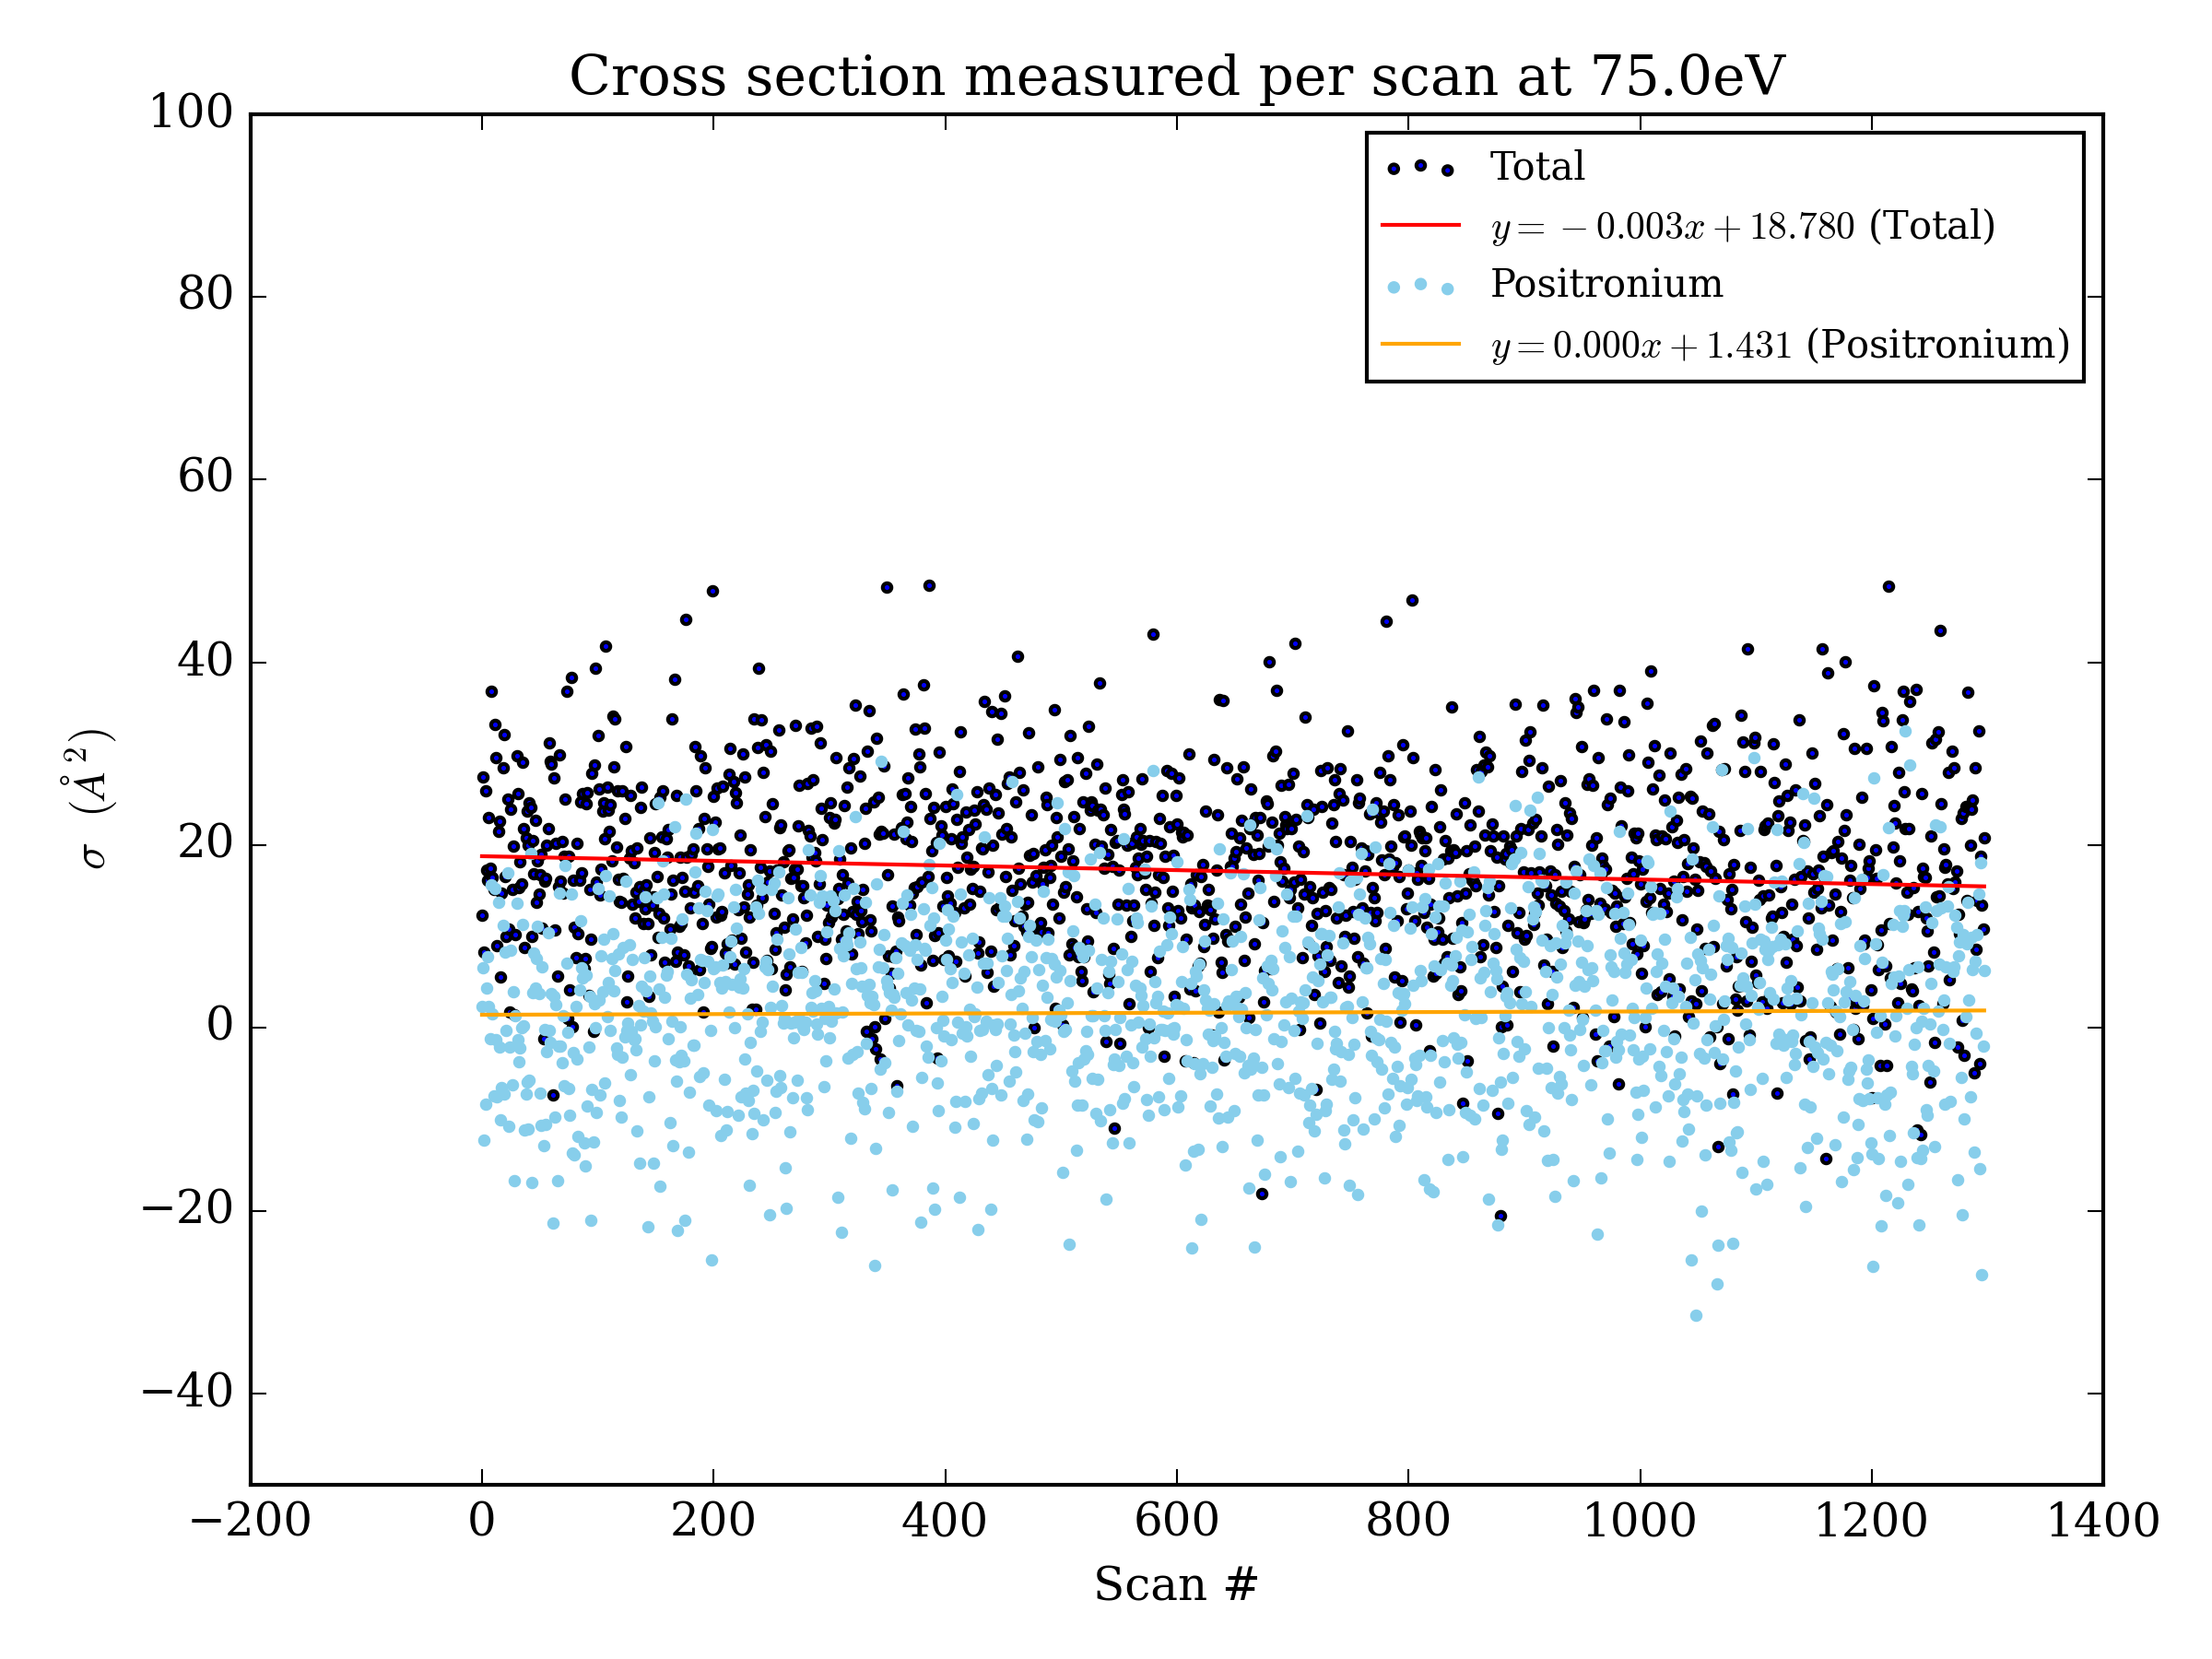 Cross section measured per scan at 75.0eV
100
80
60
40
20
0
−20
−40
σ (Å²)
Total
y = −0.003x + 18.780 (Total)
Positronium
y = 0.000x + 1.431 (Positronium)
−200 0 200 400 600 800 1000 1200 1400
Scan #